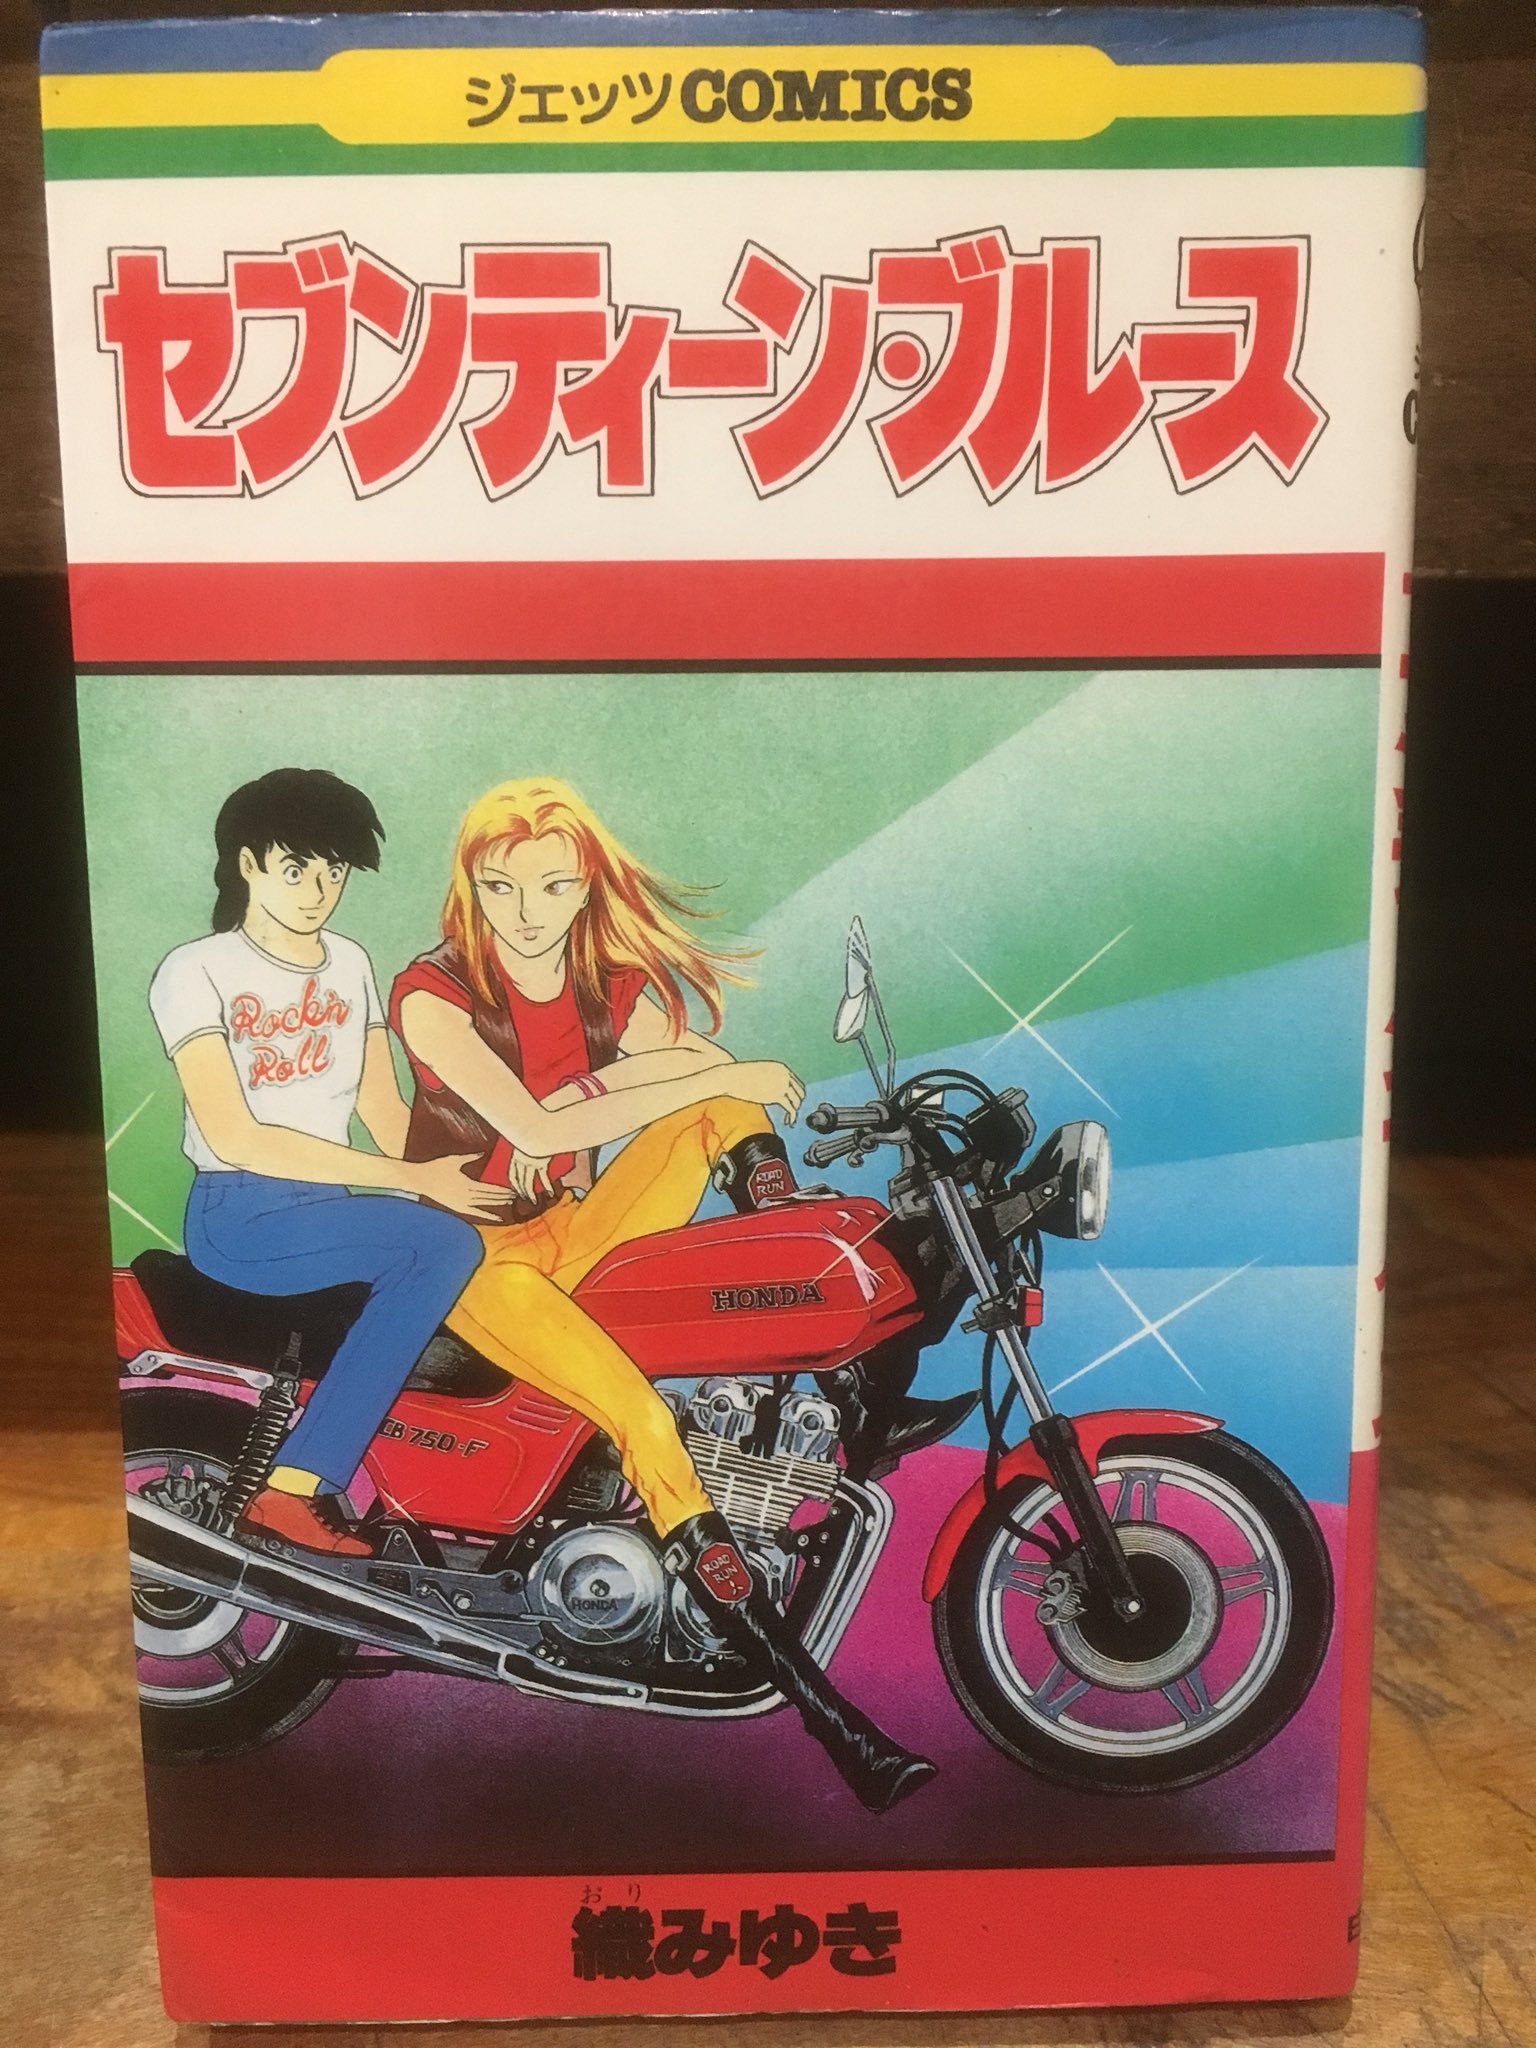 ジェッツCOMICS
セブンティーン・ブルース
Rock'n
Roll
ROAD
RUN
HONDA
CB750・F
HONDA
ROAD
RUN
おり
織みゆき